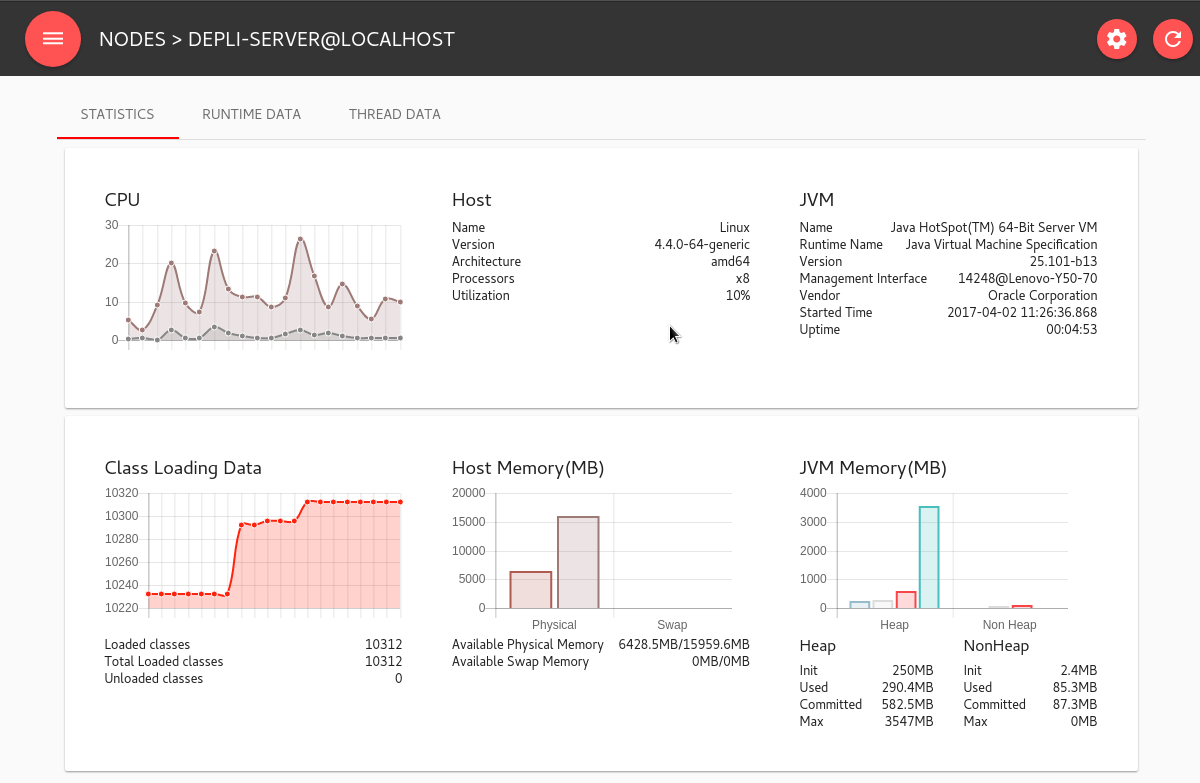 NODES > DEPLI-SERVER@LOCALHOST
STATISTICS RUNTIME DATA THREAD DATA
CPU
30
20
10
0
Host
Name Linux
Version 4.4.0-64-generic
Architecture amd64
Processors x8
Utilization 10%
JVM
Name Java HotSpot(TM) 64-Bit Server VM
Runtime Name Java Virtual Machine Specification
Version 25.101-b13
Management Interface 14248@Lenovo-Y50-70
Vendor Oracle Corporation
Started Time 2017-04-02 11:26:36.868
Uptime 00:04:53
Class Loading Data
10320
10300
10280
10260
10240
10220
Loaded classes 10312
Total Loaded classes 10312
Unloaded classes 0
Host Memory(MB)
20000
15000
10000
5000
0
Physical Swap
Available Physical Memory 6428.5MB/15959.6MB
Available Swap Memory 0MB/0MB
JVM Memory(MB)
4000
3000
2000
1000
0
Heap Non Heap
Heap
Init 250MB
Used 290.4MB
Committed 582.5MB
Max 3547MB
NonHeap
Init 2.4MB
Used 85.3MB
Committed 87.3MB
Max 0MB